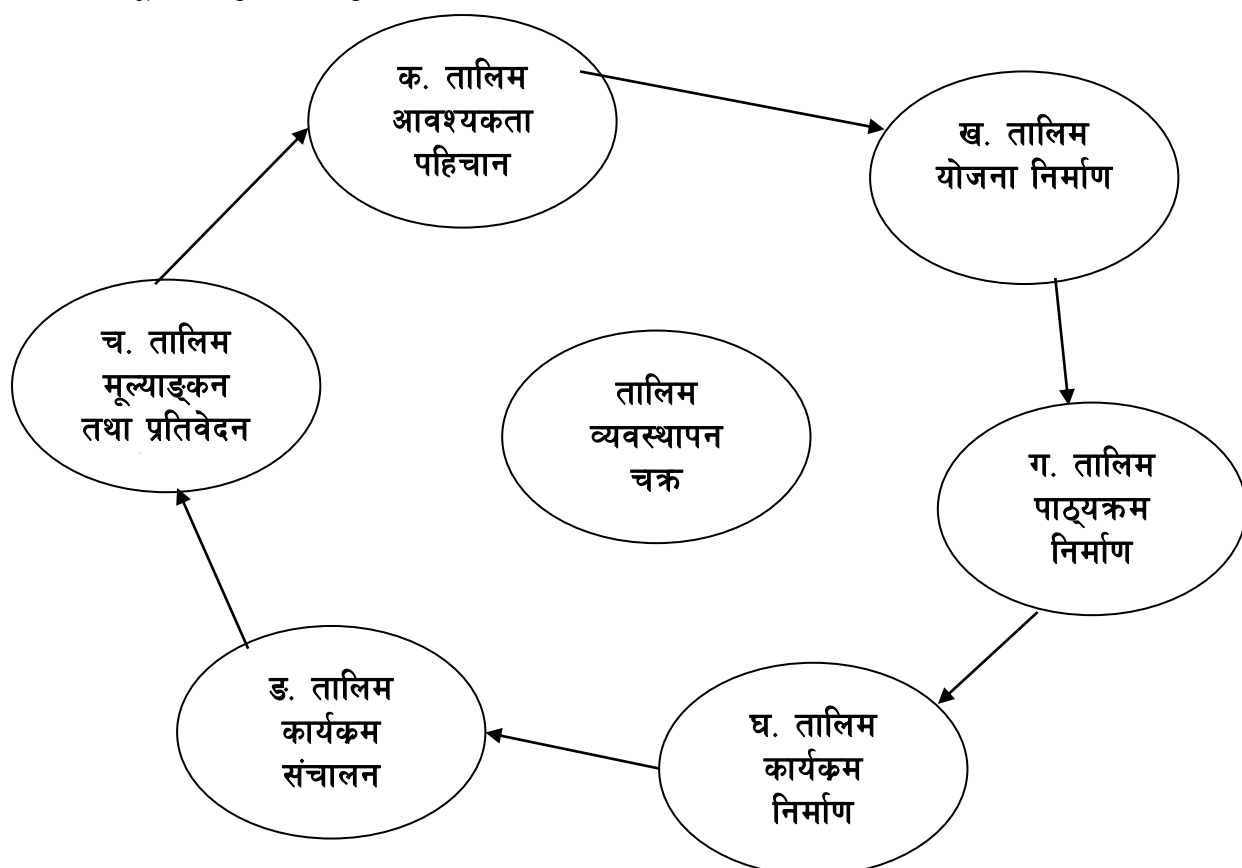 क. तालिम
आवश्यकता
पहिचान
ख. तालिम
योजना निर्माण
ग. तालिम
पाठ्यक्रम
निर्माण
घ. तालिम
कार्यक्रम
निर्माण
ङ. तालिम
कार्यक्रम
संचालन
च. तालिम
मूल्याङ्कन
तथा प्रतिवेदन
तालिम
व्यवस्थापन
चक्र